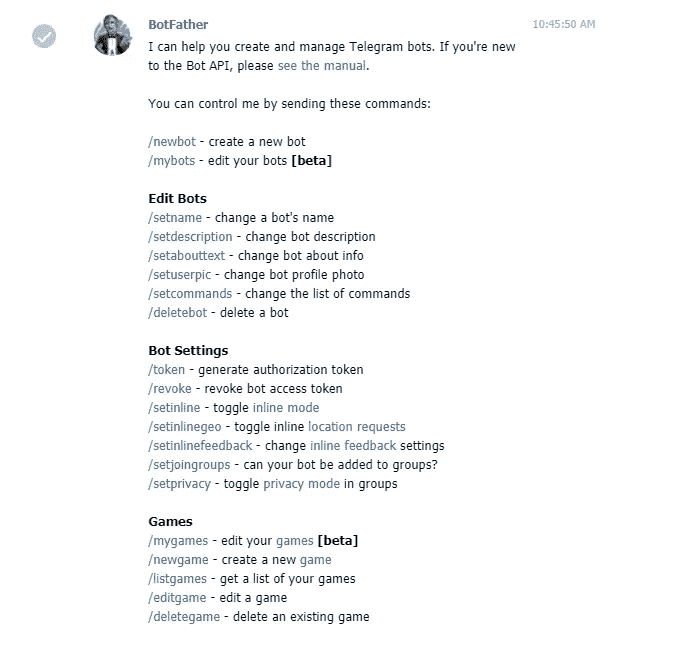 BotFather 10:45:50 AM
I can help you create and manage Telegram bots. If you're new
to the Bot API, please see the manual.
You can control me by sending these commands:
/newbot - create a new bot
/mybots - edit your bots [beta]
Edit Bots
/setname - change a bot's name
/setdescription - change bot description
/setabouttext - change bot about info
/setuserpic - change bot profile photo
/setcommands - change the list of commands
/deletebot - delete a bot
Bot Settings
/token - generate authorization token
/revoke - revoke bot access token
/setinline - toggle inline mode
/setinlinegeo - toggle inline location requests
/setinlinefeedback - change inline feedback settings
/setjoingroups - can your bot be added to groups?
/setprivacy - toggle privacy mode in groups
Games
/mygames - edit your games [beta]
/newgame - create a new game
/listgames - get a list of your games
/editgame - edit a game
/deletegame - delete an existing game